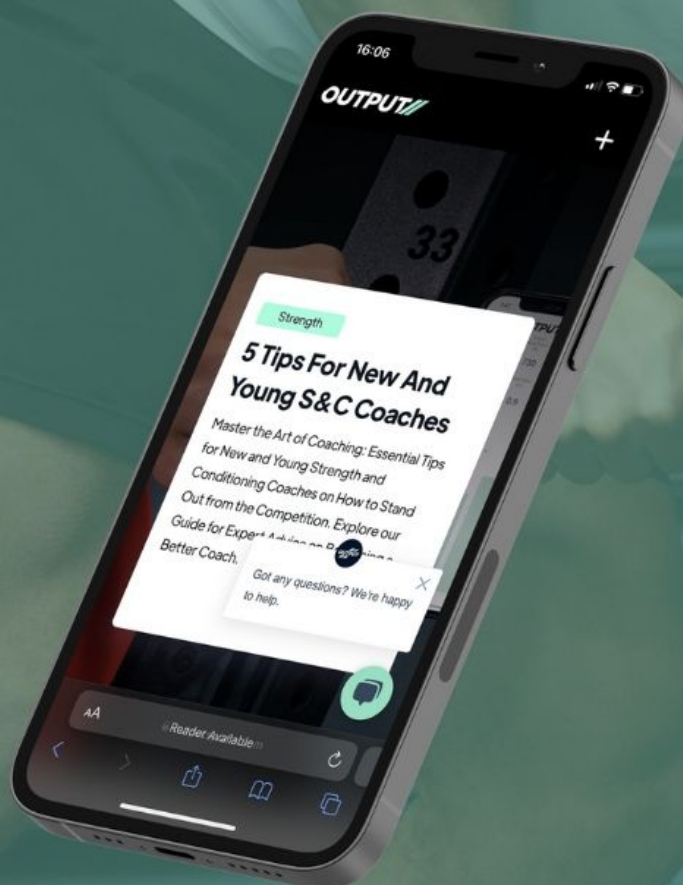 16:06
OUTPUT//
33
Strength
5 Tips For New And
Young S&C Coaches
Master the Art of Coaching: Essential Tips
for New and Young Strength and
Conditioning Coaches on How to Stand
Out from the Competition. Explore our
Guide for Expert Advice on
Better Coach.
Got any questions? We're happy
to help.
AA
Reader Available